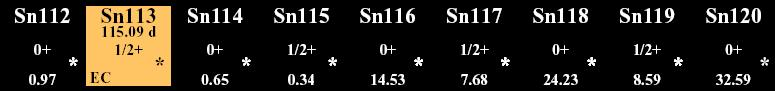 Sn112 Sn113 Sn114 Sn115 Sn116 Sn117 Sn118 Sn119 Sn120
115.09 d
0+ 1/2+ 0+ 1/2+ 0+ 1/2+ 0+ 1/2+ 0+
* * * * * * * * *
0.97 EC 0.65 0.34 14.53 7.68 24.23 8.59 32.59